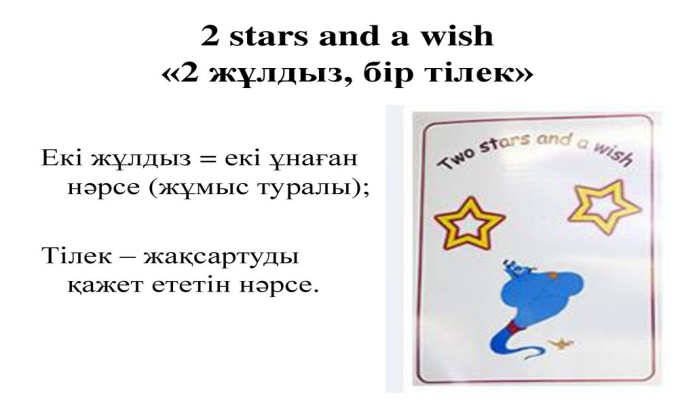 2 stars and a wish
«2 жұлдыз, бір тілек»
Екі жұлдыз = екі ұнаған
нәрсе (жұмыс туралы);
Тілек – жақсартуды
қажет ететін нәрсе.
Two stars and a wish